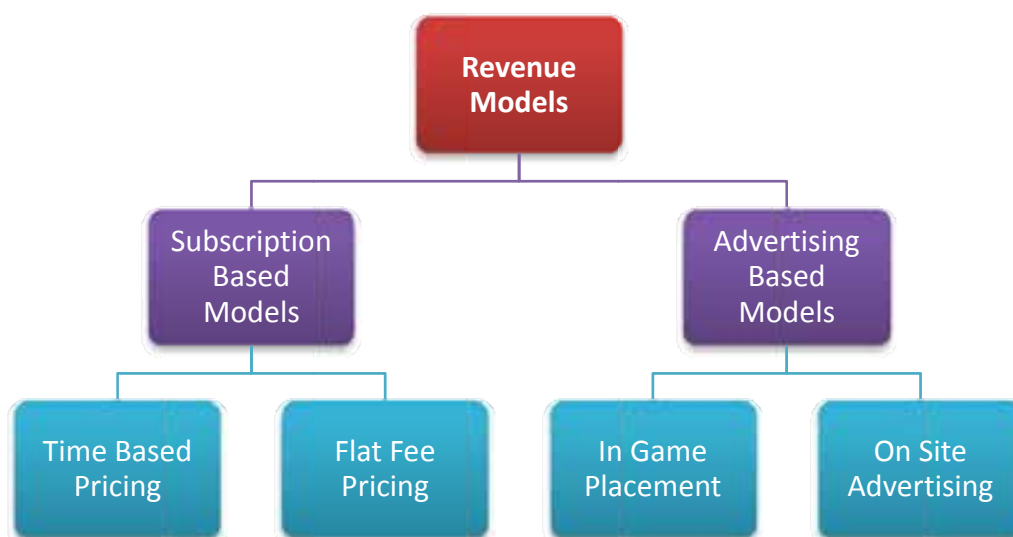 Revenue
Models
Subscription
Based
Models
Advertising
Based
Models
Time Based
Pricing
Flat Fee
Pricing
In Game
Placement
On Site
Advertising